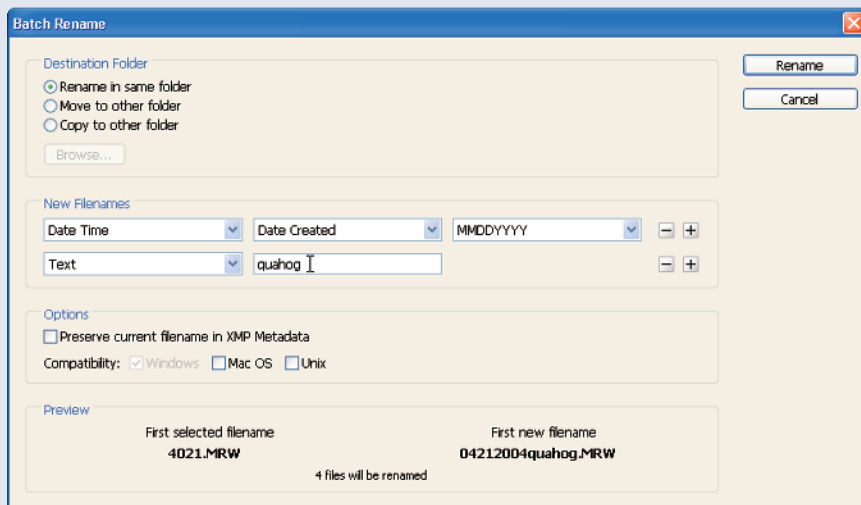 Batch Rename
Destination Folder
Rename in same folder
Move to other folder
Copy to other folder
Browse...
Rename
Cancel
New Filenames
Date Time Date Created MMDDYYYY
Text quahog
Options
Preserve current filename in XMP Metadata
Compatibility: Windows Mac OS Unix
Preview
First selected filename First new filename
4021.MRW 04212004quahog.MRW
4 files will be renamed